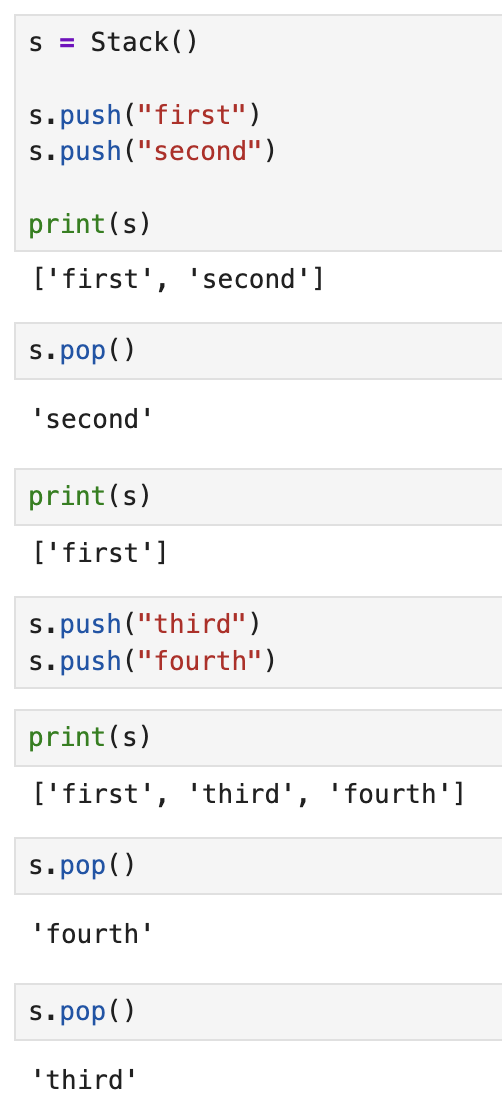 s = Stack()
s.push("first")
s.push("second")
print(s)
['first', 'second']
s.pop()
'second'
print(s)
['first']
s.push("third")
s.push("fourth")
print(s)
['first', 'third', 'fourth']
s.pop()
'fourth'
s.pop()
'third'